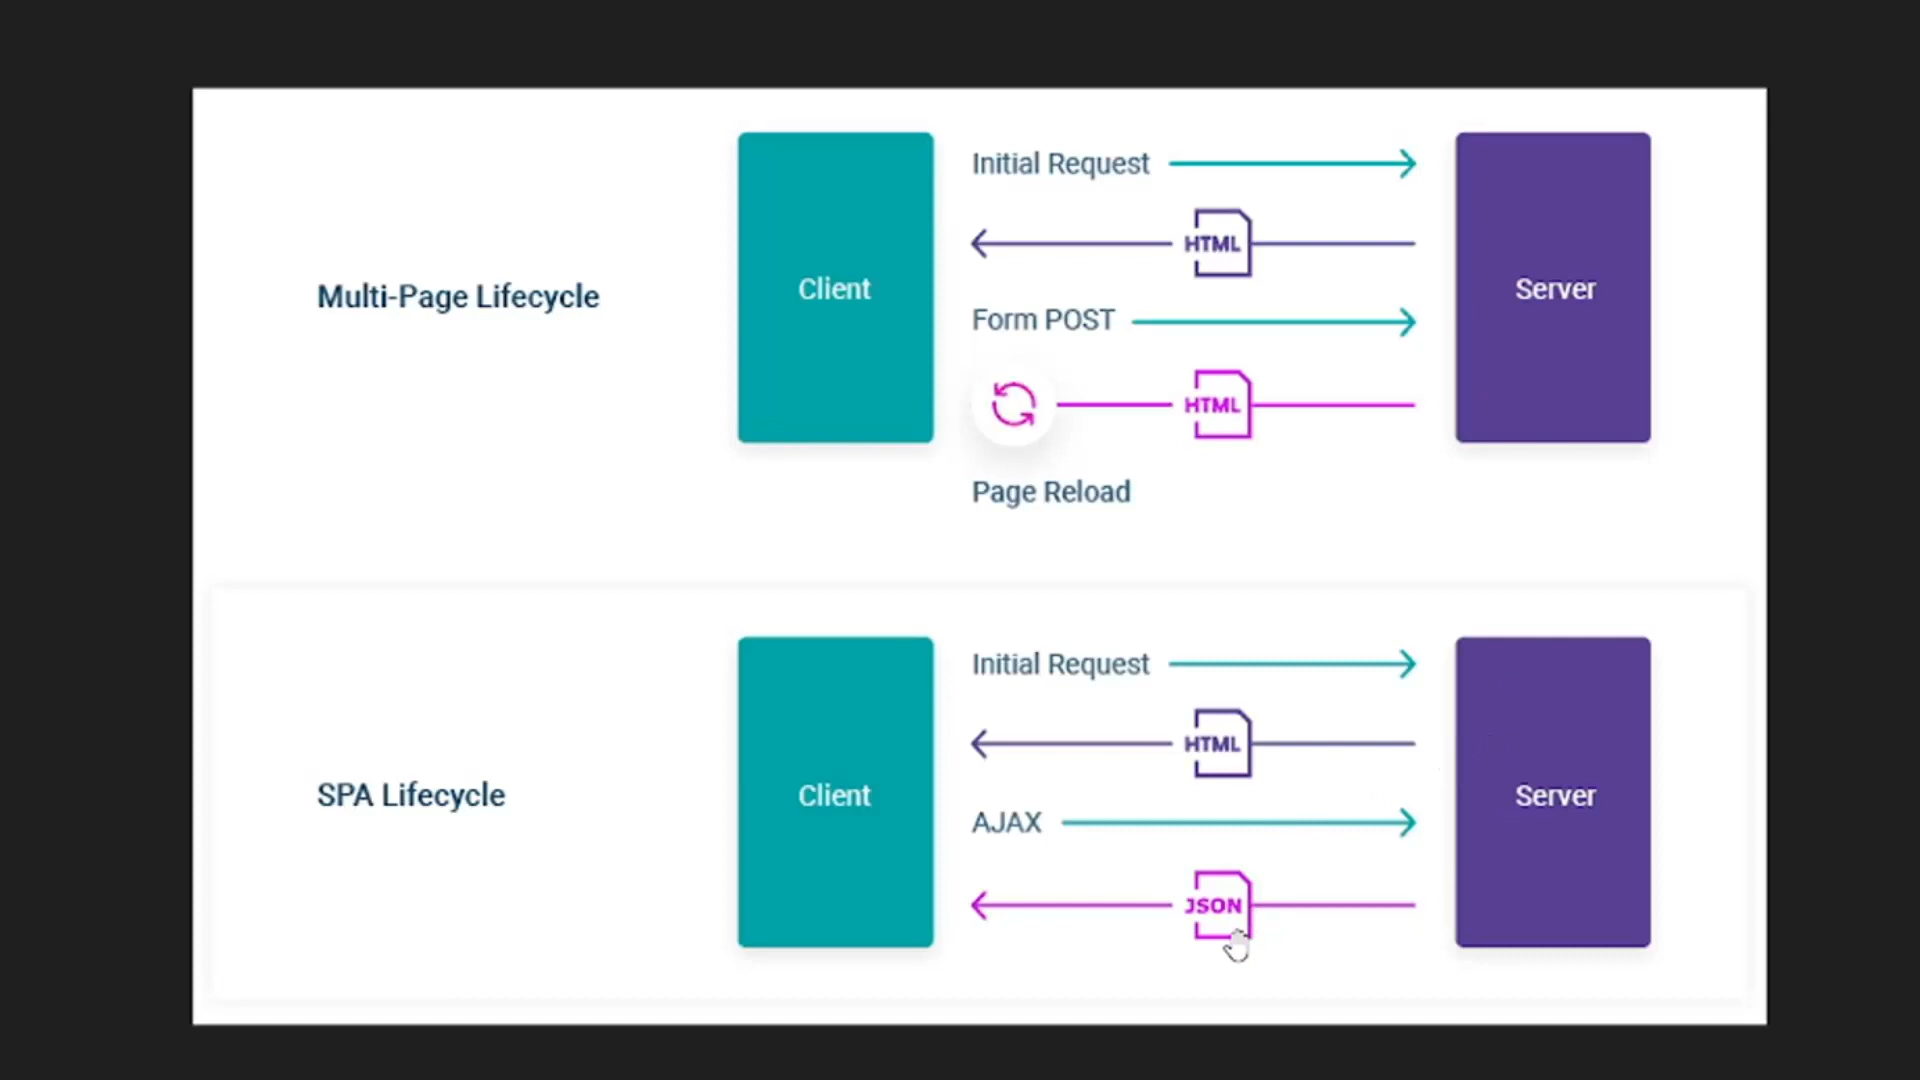 Multi-Page Lifecycle
Client
Initial Request
HTML
Form POST
HTML
Page Reload
Server
SPA Lifecycle
Client
Initial Request
HTML
AJAX
JSON
Server